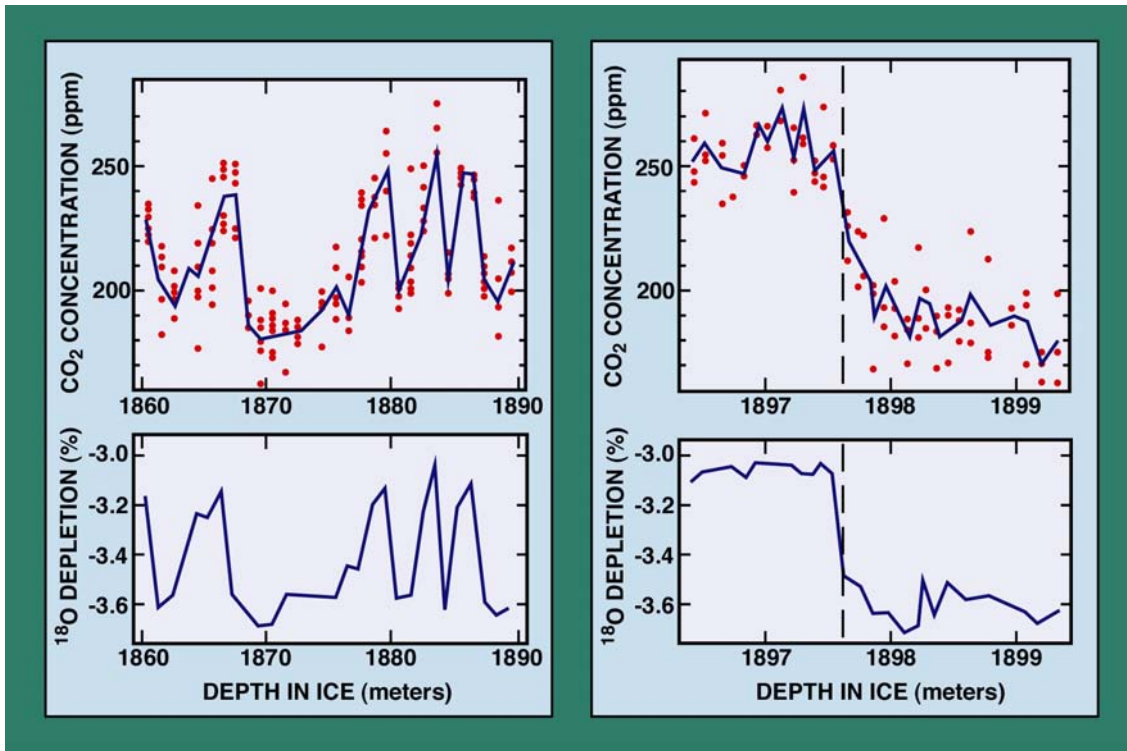 CO₂ CONCENTRATION (ppm)
250
200
1860 1870 1880 1890
¹⁸O DEPLETION (%)
-3.0
-3.2
-3.4
-3.6
1860 1870 1880 1890
DEPTH IN ICE (meters)
CO₂ CONCENTRATION (ppm)
250
200
1897 1898 1899
¹⁸O DEPLETION (%)
-3.0
-3.2
-3.4
-3.6
1897 1898 1899
DEPTH IN ICE (meters)